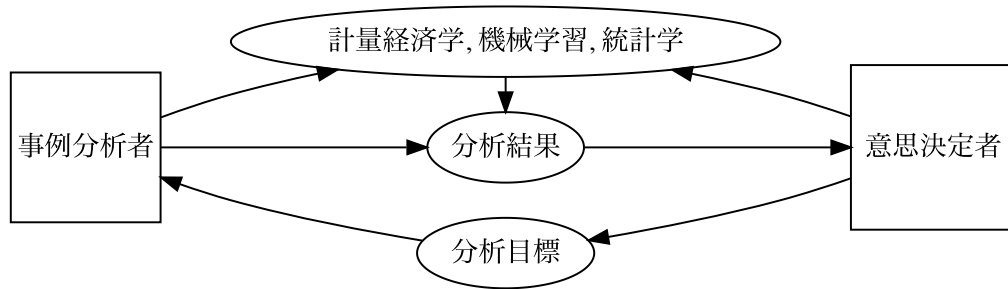 計量経済学, 機械学習, 統計学
事例分析者
分析結果
意思決定者
分析目標